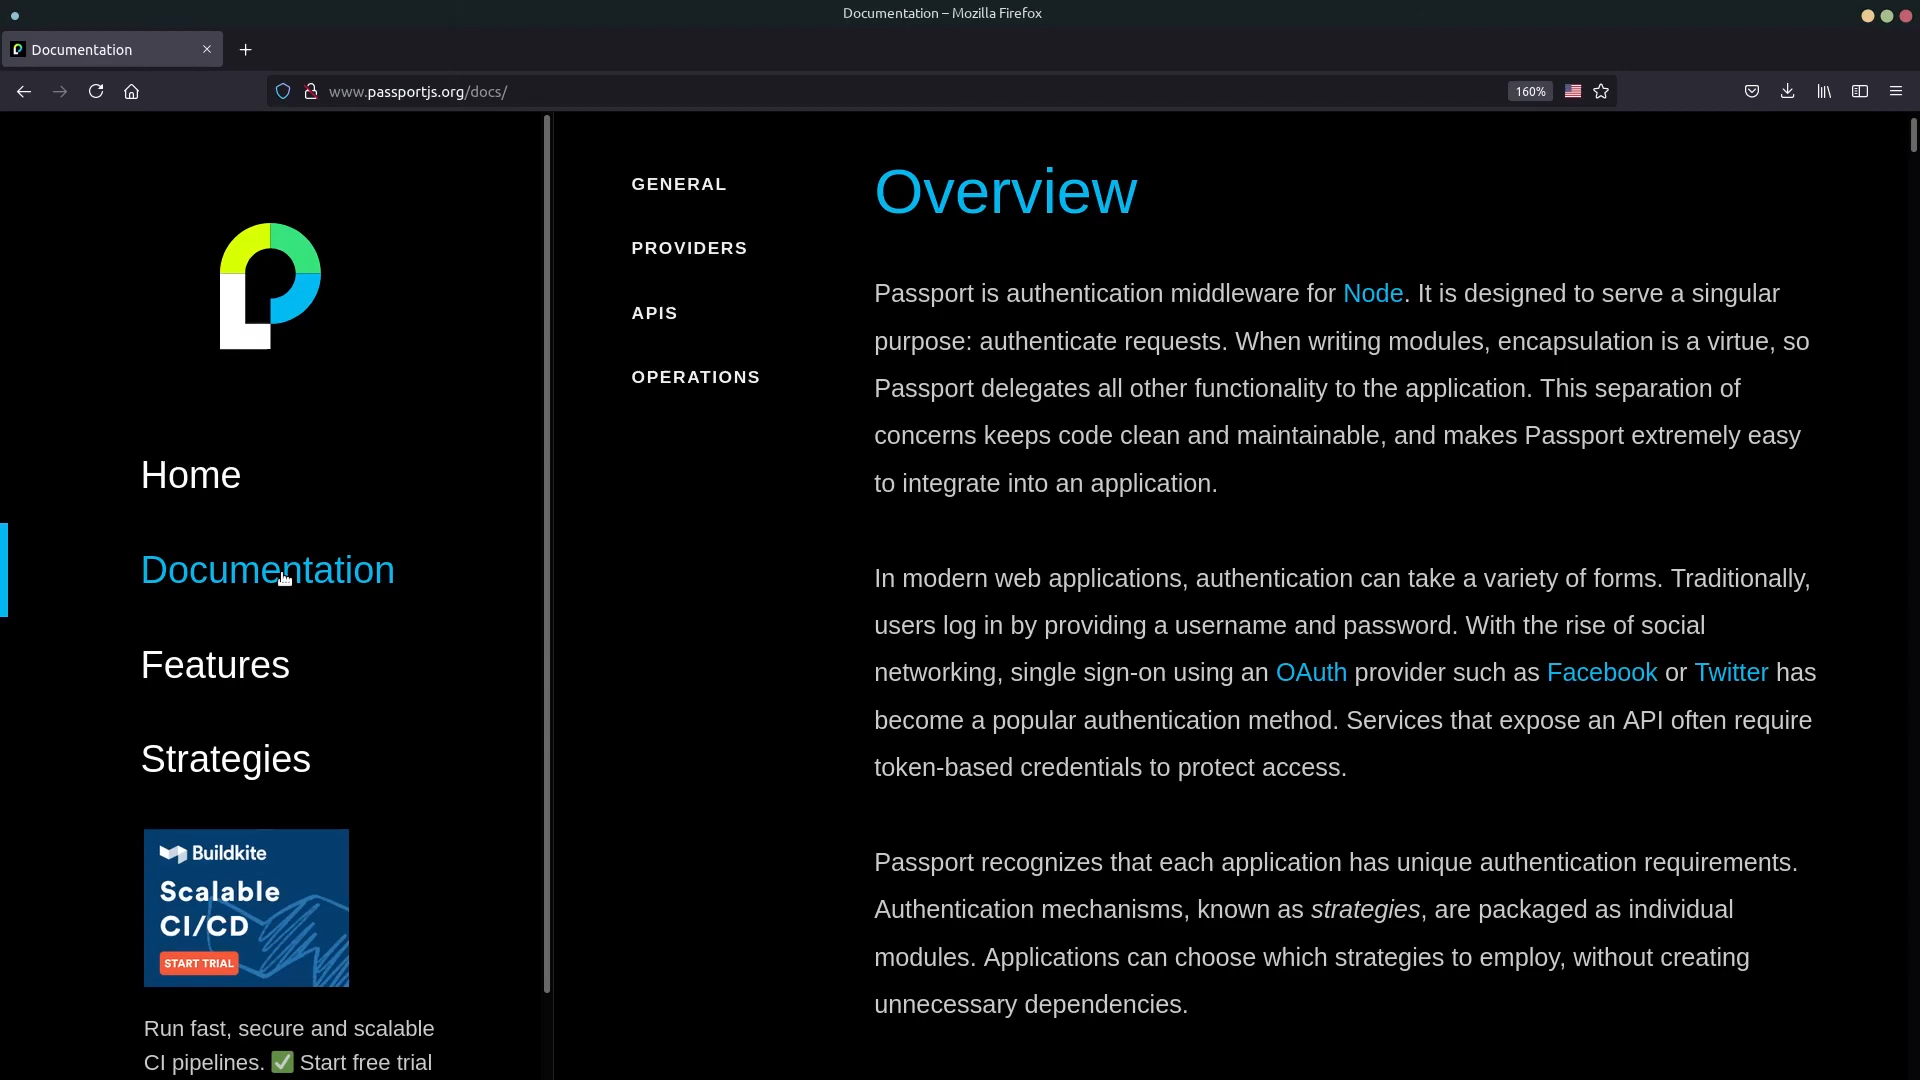 Documentation – Mozilla Firefox
Documentation
www.passportjs.org/docs/
160%
Home
Documentation
Features
Strategies
Buildkite
Scalable
CI/CD
START TRIAL
Run fast, secure and scalable
CI pipelines. ✅ Start free trial
GENERAL
PROVIDERS
APIS
OPERATIONS
Overview
Passport is authentication middleware for Node. It is designed to serve a singular
purpose: authenticate requests. When writing modules, encapsulation is a virtue, so
Passport delegates all other functionality to the application. This separation of
concerns keeps code clean and maintainable, and makes Passport extremely easy
to integrate into an application.
In modern web applications, authentication can take a variety of forms. Traditionally,
users log in by providing a username and password. With the rise of social
networking, single sign-on using an OAuth provider such as Facebook or Twitter has
become a popular authentication method. Services that expose an API often require
token-based credentials to protect access.
Passport recognizes that each application has unique authentication requirements.
Authentication mechanisms, known as strategies, are packaged as individual
modules. Applications can choose which strategies to employ, without creating
unnecessary dependencies.